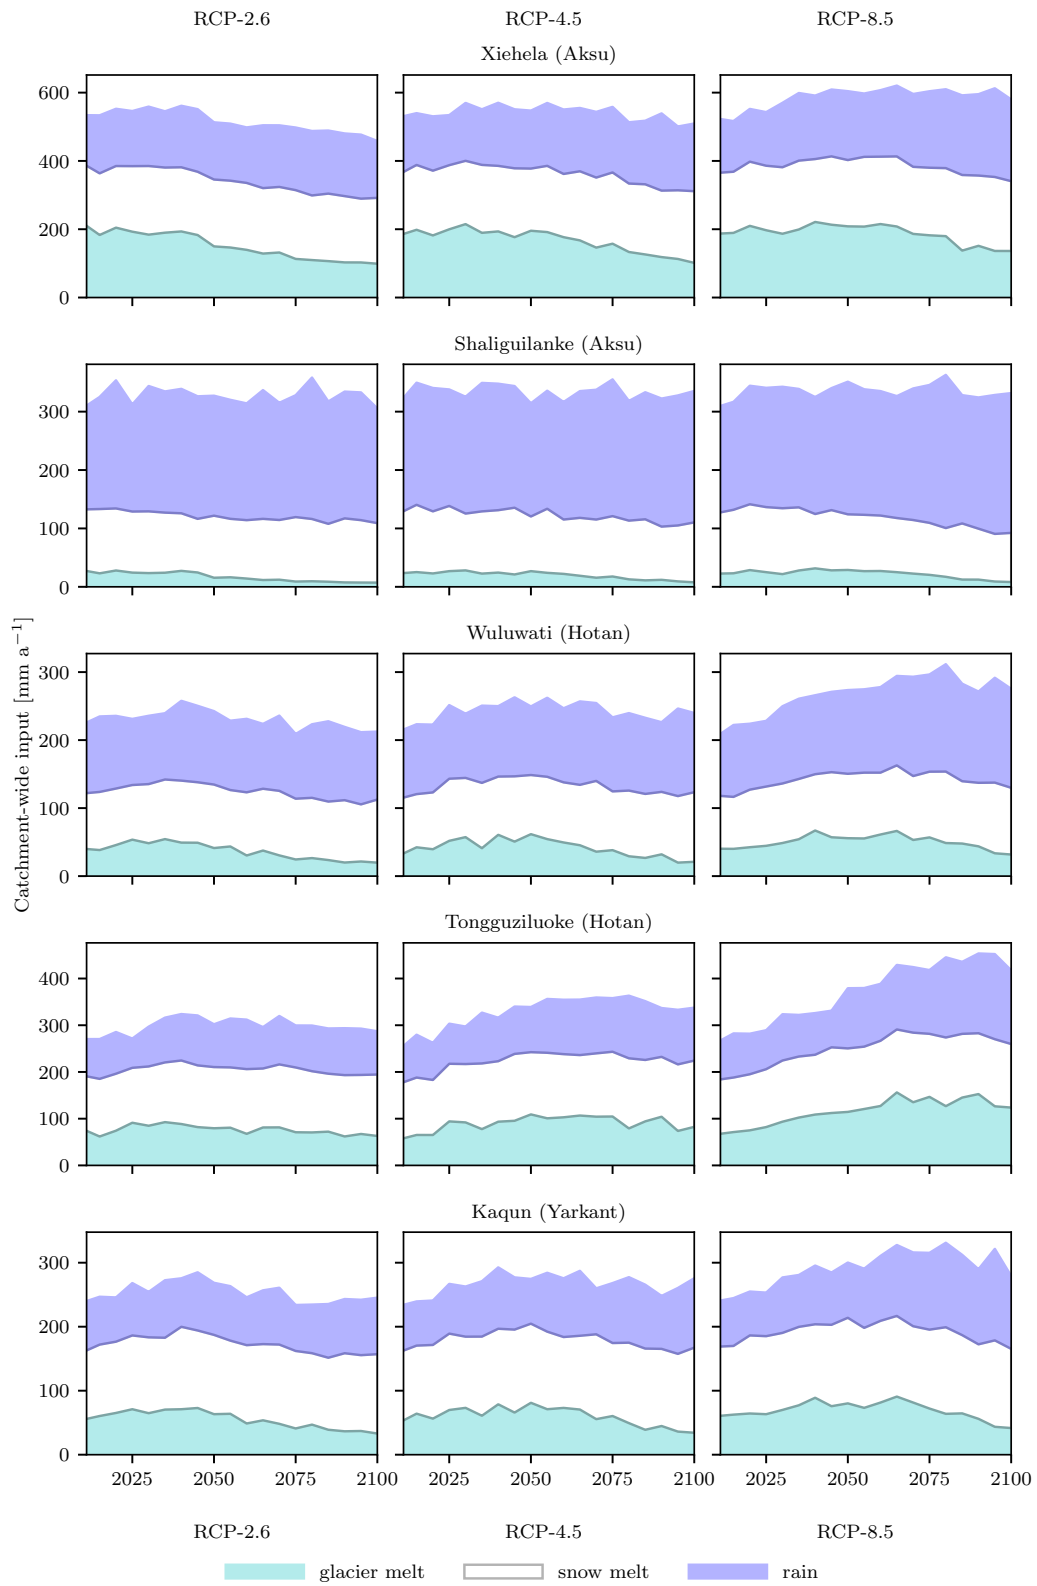 RCP-2.6 RCP-4.5 RCP-8.5
Xiehela (Aksu)
600
400
200
0
Shaliguilanke (Aksu)
300
200
100
0
Wuluwati (Hotan)
300
200
100
0
Catchment-wide input [mm a⁻¹]
Tongguziluoke (Hotan)
400
300
200
100
0
Kaqun (Yarkant)
300
200
100
0
2025 2050 2075 2100 2025 2050 2075 2100 2025 2050 2075 2100
RCP-2.6 RCP-4.5 RCP-8.5
glacier melt snow melt rain